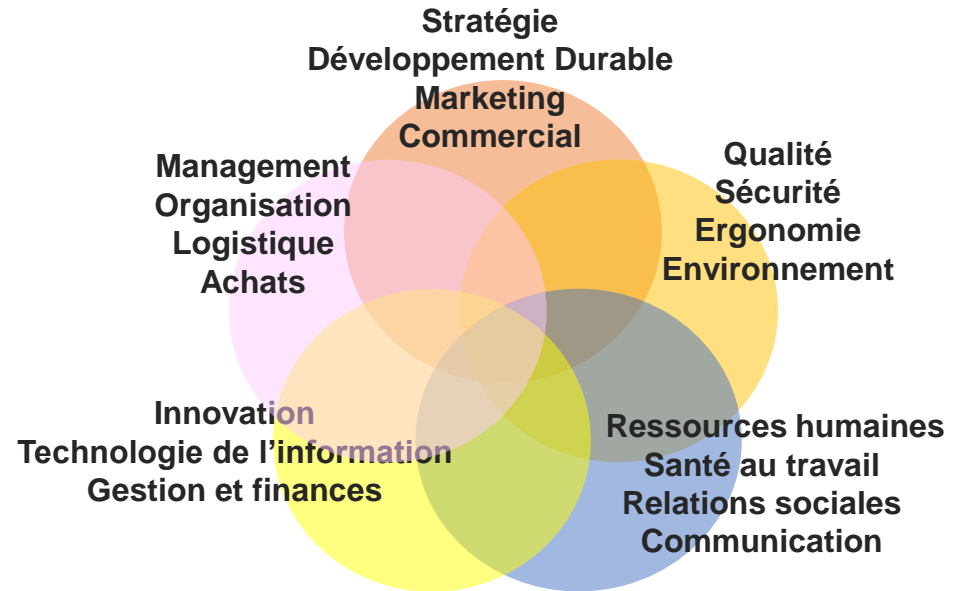 Stratégie
Développement Durable
Marketing
Commercial
Management
Organisation
Logistique
Achats
Qualité
Sécurité
Ergonomie
Environnement
Innovation
Technologie de l’information
Gestion et finances
Ressources humaines
Santé au travail
Relations sociales
Communication